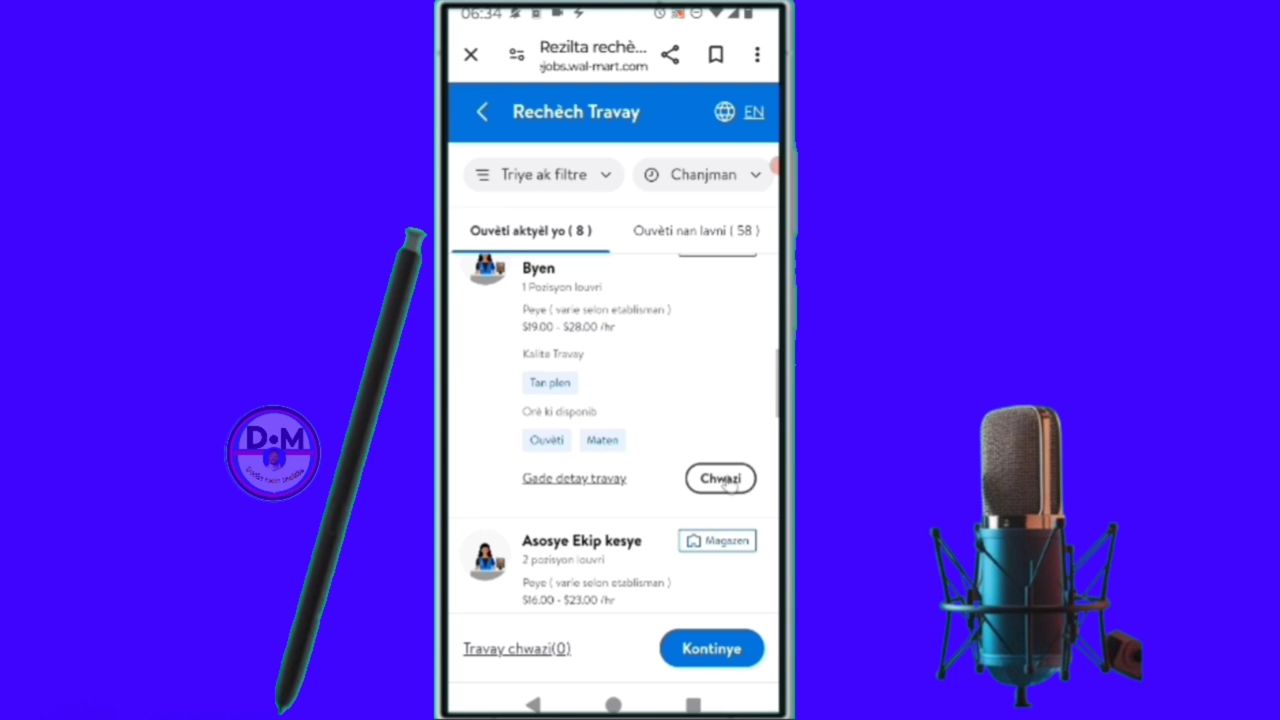 06:34
Rezilta rechè...
jobs.wal-mart.com
Rechèch Travay
EN
Triye ak filtre
Chanjman
Ouvèti aktyèl yo ( 8 )
Ouvèti nan lavni ( 58 )
Byen
1 Pozisyon louvri
Peye ( varie selon etablisman )
$19.00 - $28.00 /hr
Kalite Travay
Tan plen
Orè ki disponib
Ouvèti
Maten
Gade detay travay
Chwazi
Asosye Ekip kesye
Magazen
2 pozisyon louvri
Peye ( varie selon etablisman )
$16.00 - $23.00 /hr
Travay chwazi(0)
Kontinye
D•M